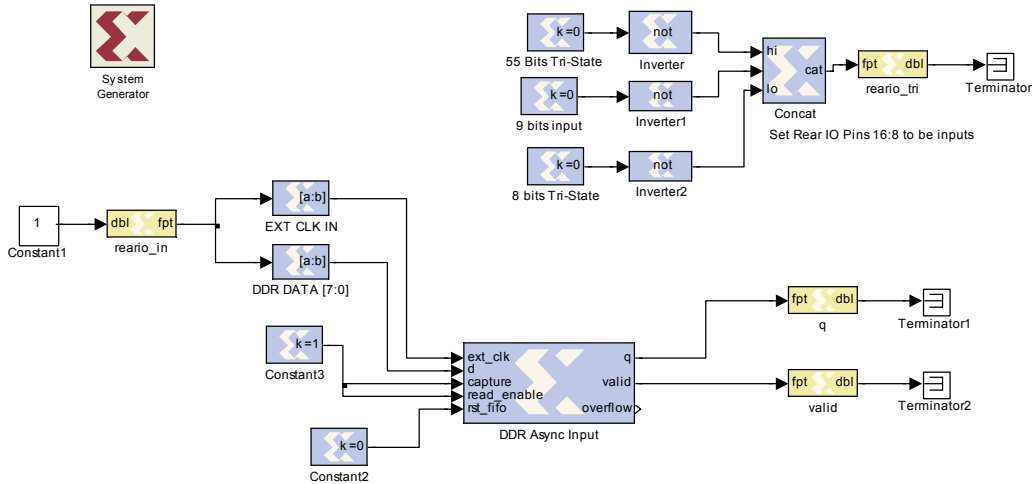 System
Generator
k =0
55 Bits Tri-State
not
Inverter
k =0
9 bits input
not
Inverter1
k =0
8 bits Tri-State
not
Inverter2
hi
lo
cat
Concat
fpt dbl
reario_tri
Terminator
Set Rear IO Pins 16:8 to be inputs
1
Constant1
dbl fpt
reario_in
[a:b]
EXT CLK IN
[a:b]
DDR DATA [7:0]
k =1
Constant3
k =0
Constant2
ext_clk
d
capture
read_enable
rst_fifo
q
valid
overflow
DDR Async Input
fpt dbl
q
Terminator1
fpt dbl
valid
Terminator2